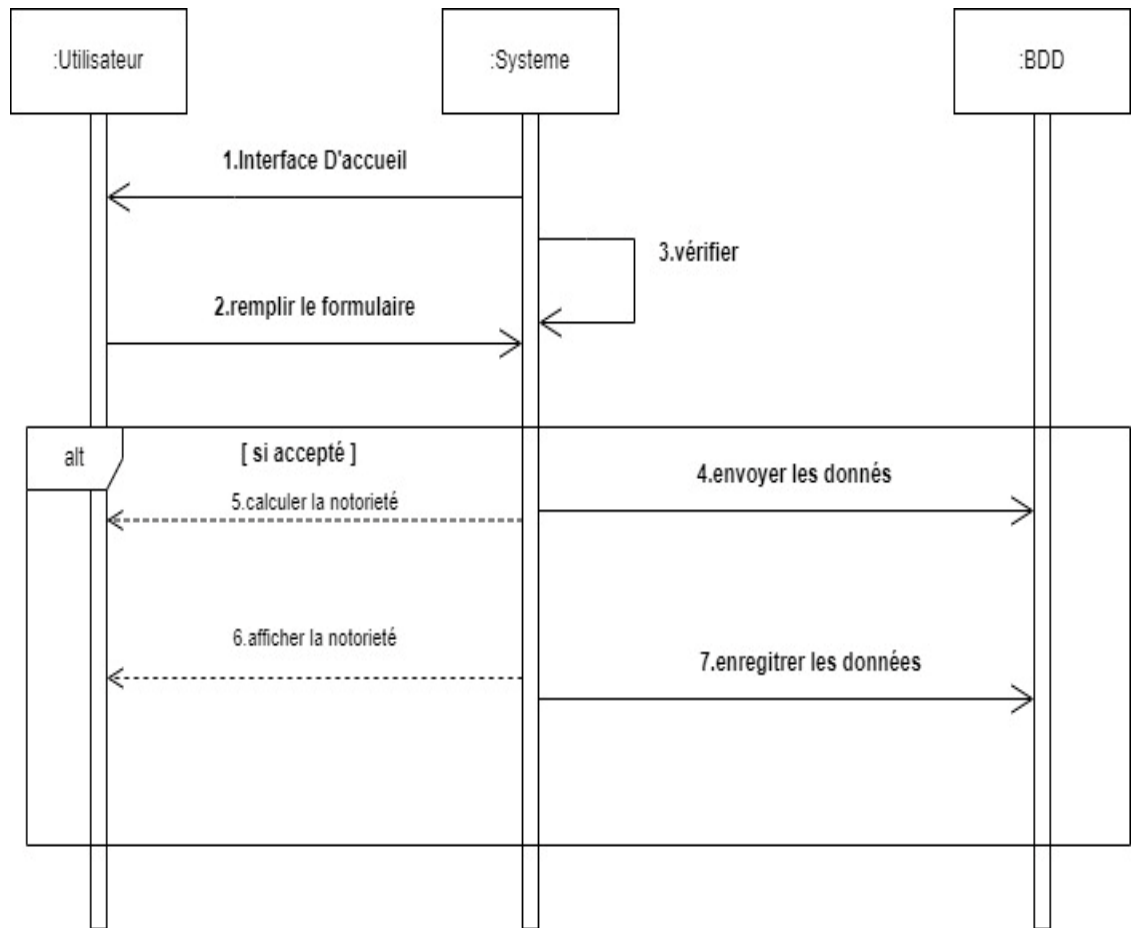 :Utilisateur
:Systeme
:BDD
1.Interface D'accueil
3.vérifier
2.remplir le formulaire
alt
[ si accepté ]
4.envoyer les donnés
5.calculer la notorieté
6.afficher la notorieté
7.enregitrer les données